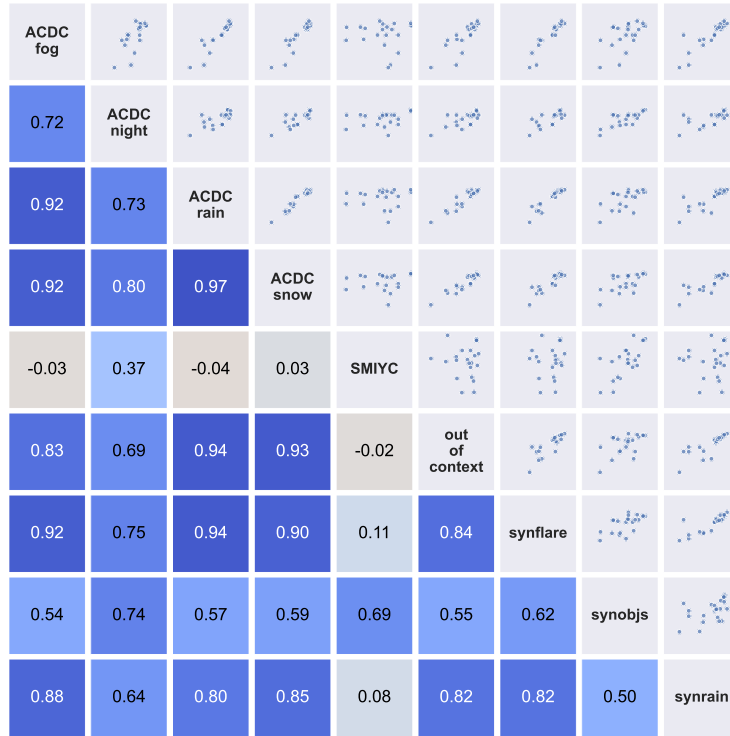 ACDC
fog
0.72
ACDC
night
0.92
0.73
ACDC
rain
0.92
0.80
0.97
ACDC
snow
-0.03
0.37
-0.04
0.03
SMIYC
0.83
0.69
0.94
0.93
-0.02
out
of
context
0.92
0.75
0.94
0.90
0.11
0.84
synflare
0.54
0.74
0.57
0.59
0.69
0.55
0.62
synobjs
0.88
0.64
0.80
0.85
0.08
0.82
0.82
0.50
synrain